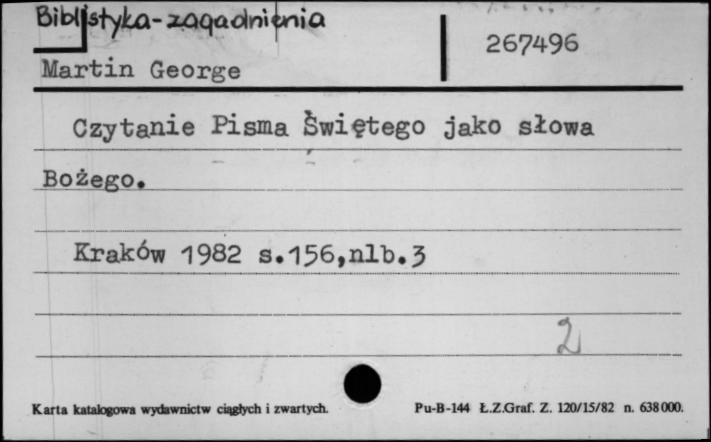 Biblistyka-zagadnienia
267496
Martin George
Czytanie Pisma Świętego jako słowa
Bożego.
Kraków 1982 s.156,nlb.3
2
Karta katalogowa wydawnictw ciągłych i zwartych.
Pu-B-144 Ł.Z.Graf. Z. 120/15/82 n. 638000.